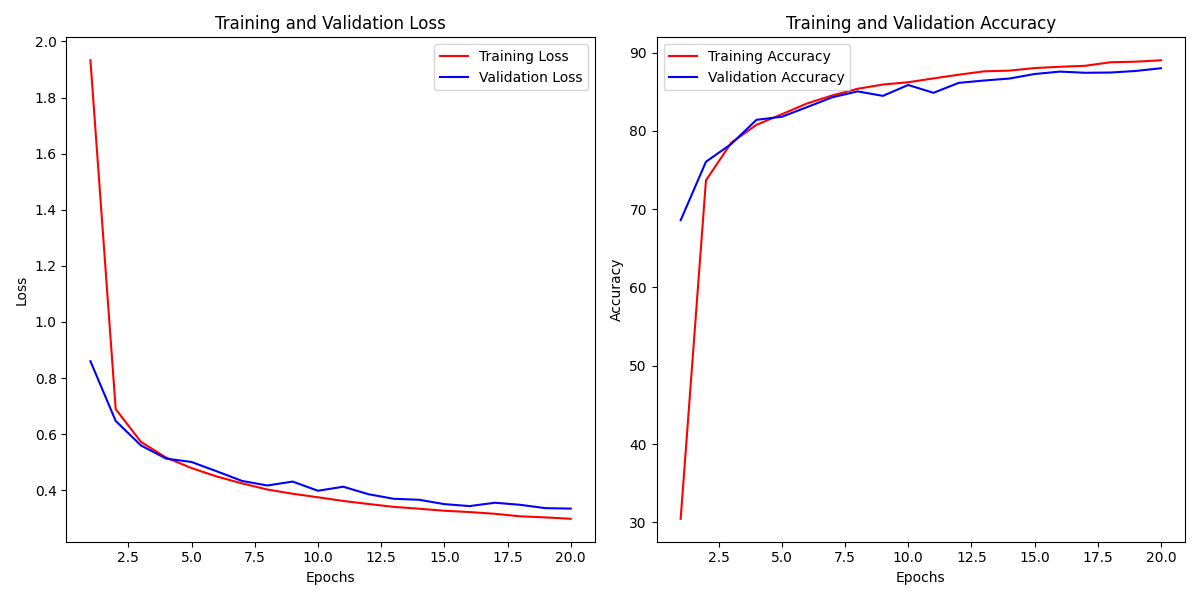 Training and Validation Loss
2.0
1.8
1.6
1.4
1.2
1.0
0.8
0.6
0.4
Loss
Training Loss
Validation Loss
2.5 5.0 7.5 10.0 12.5 15.0 17.5 20.0
Epochs
Training and Validation Accuracy
90
80
70
60
50
40
30
Accuracy
Training Accuracy
Validation Accuracy
2.5 5.0 7.5 10.0 12.5 15.0 17.5 20.0
Epochs